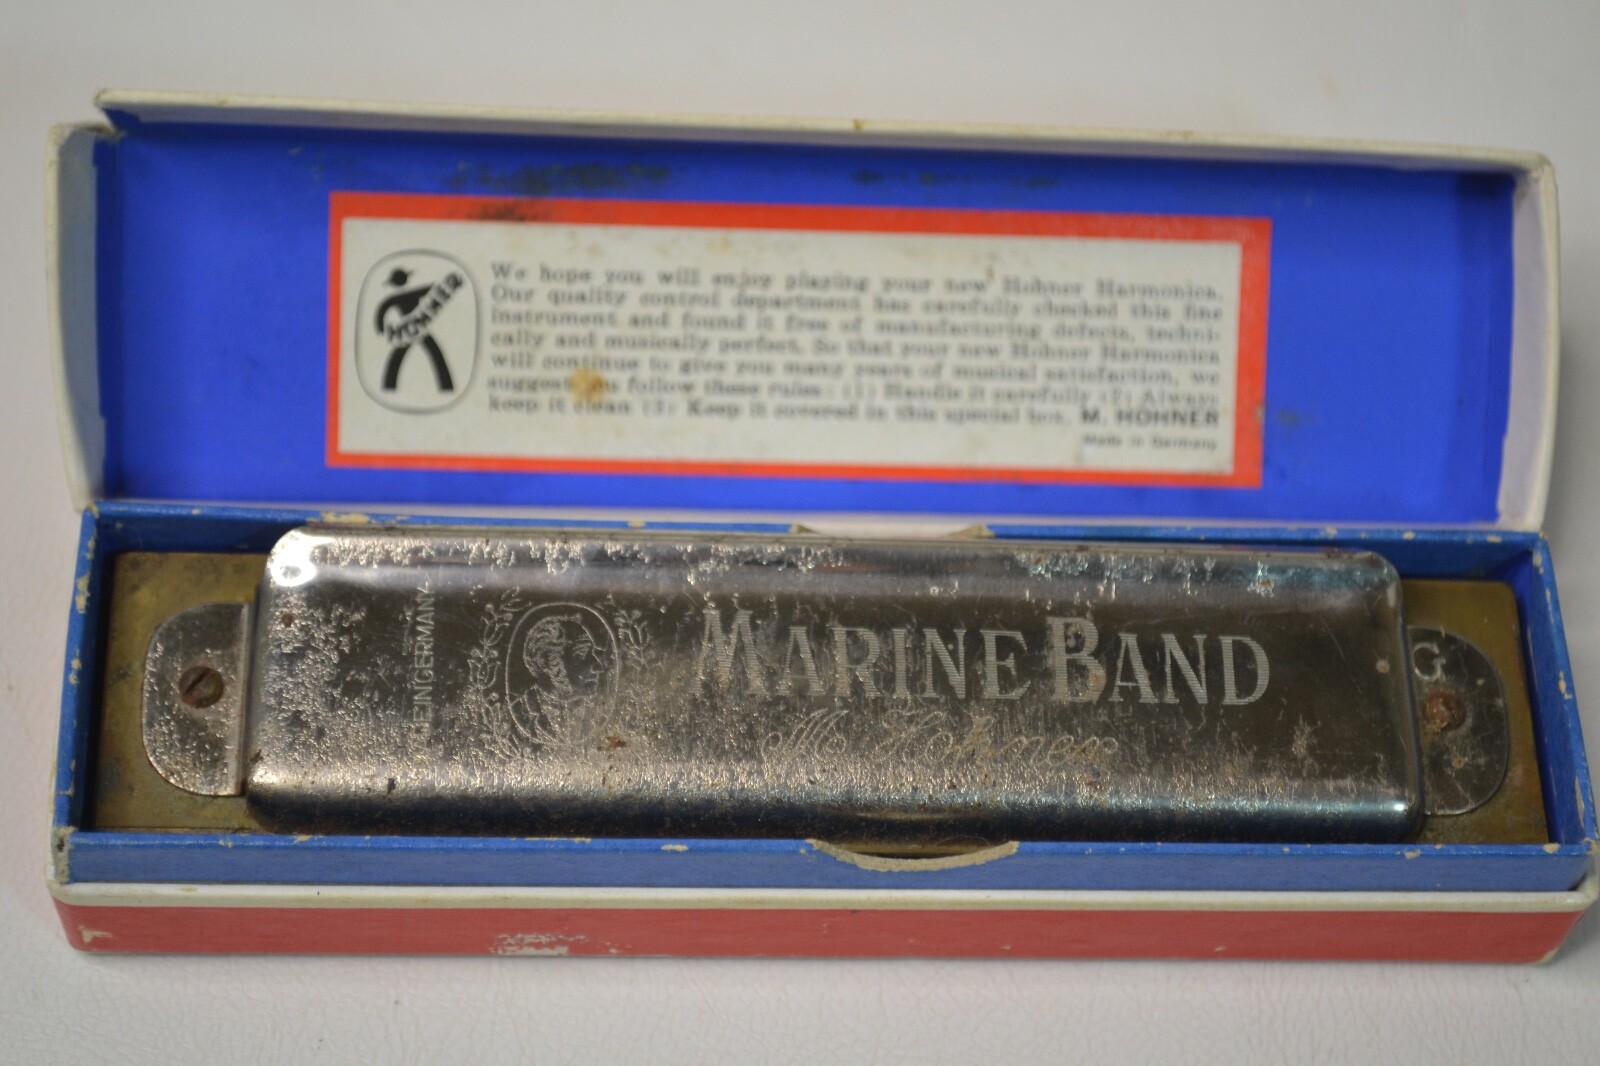 HOHNER
We hope you will enjoy playing your new Hohner Harmonica.
Our quality control department has carefully checked this fine
instrument and found it free of manufacturing defects, techni-
cally and musically perfect. So that your new Hohner Harmonica
will continue to give you many years of musical satisfaction, we
suggest you follow these rules: (1) Handle it carefully (2) Always
keep it clean (3) Keep it covered in this special box. M. HOHNER
Made in Germany
MADE IN GERMANY
MARINE BAND
M. Hohner
G